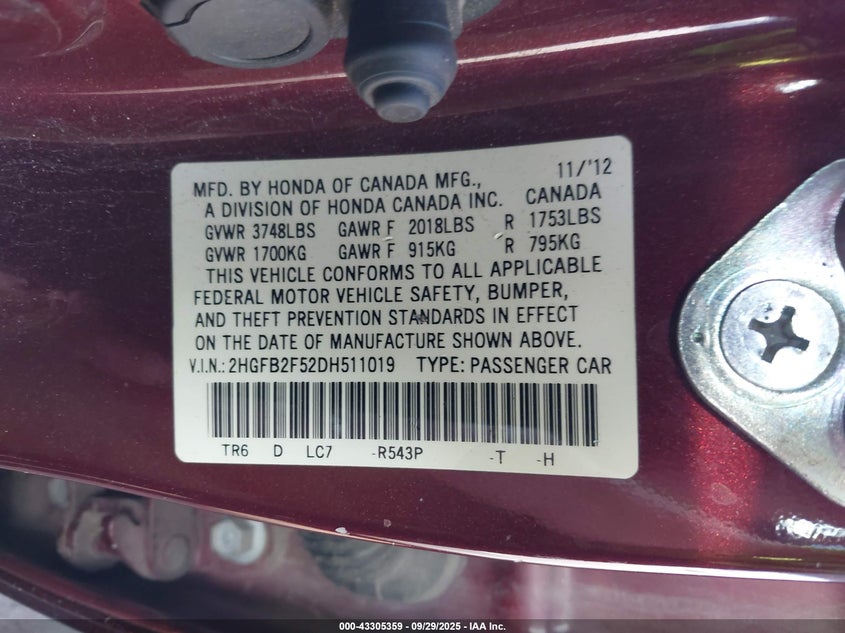 11/'12
MFD. BY HONDA OF CANADA MFG.,
A DIVISION OF HONDA CANADA INC. CANADA
GVWR 3748LBS GAWR F 2018LBS R 1753LBS
GVWR 1700KG GAWR F 915KG R 795KG
THIS VEHICLE CONFORMS TO ALL APPLICABLE
FEDERAL MOTOR VEHICLE SAFETY, BUMPER,
AND THEFT PREVENTION STANDARDS IN EFFECT
ON THE DATE OF MANUFACTURE SHOWN ABOVE.
V.I.N.: 2HGFB2F52DH511019 TYPE: PASSENGER CAR
TR6 D LC7 -R543P -T -H
000-43305359 - 09/29/2025 - IAA Inc.